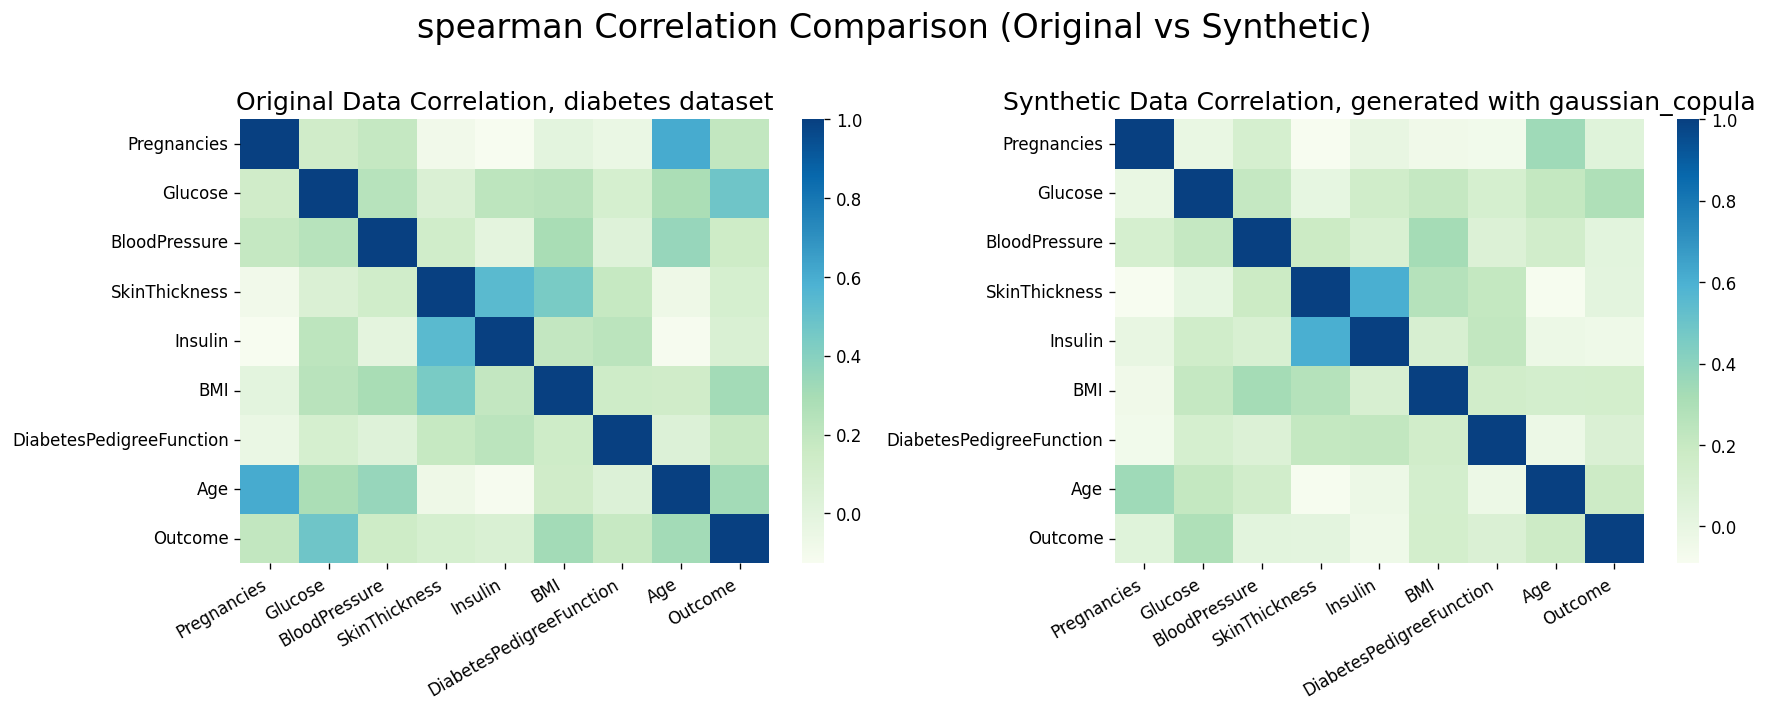 spearman Correlation Comparison (Original vs Synthetic)
Original Data Correlation, diabetes dataset
Pregnancies
Glucose
BloodPressure
SkinThickness
Insulin
BMI
DiabetesPedigreeFunction
Age
Outcome
Pregnancies
Glucose
BloodPressure
SkinThickness
Insulin
BMI
DiabetesPedigreeFunction
Age
Outcome
1.0
0.8
0.6
0.4
0.2
0.0
Synthetic Data Correlation, generated with gaussian_copula
Pregnancies
Glucose
BloodPressure
SkinThickness
Insulin
BMI
DiabetesPedigreeFunction
Age
Outcome
Pregnancies
Glucose
BloodPressure
SkinThickness
Insulin
BMI
DiabetesPedigreeFunction
Age
Outcome
1.0
0.8
0.6
0.4
0.2
0.0